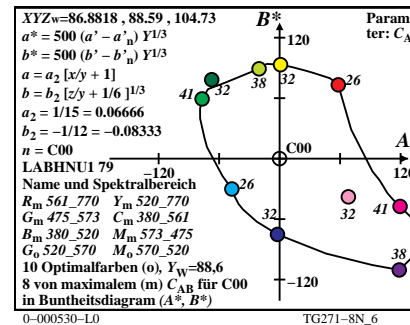 XYZw=86.8818, 88.59, 104.73
a* = 500 (a' – a'n) Y^1/3
b* = 500 (b' – b'n) Y^1/3
a = a2 [x/y + 1]
b = b2 [z/y + 1/6 ]^1/3
a2 = 1/15 = 0.06666
b2 = –1/12 = –0.08333
n = C00
LABHNU1 79
Name und Spektralbereich
Rm 561_770 Ym 520_770
Gm 475_573 Cm 380_561
Bm 380_520 Mm 573_475
Go 520_570 Mo 570_520
10 Optimalfarben (o), YW=88,6
8 von maximalem (m) CAB für C00
in Buntheitsdiagram (A*, B*)
B*
Param
ter: CA
120
32
38
32
26
41
C00
A
–120
120
26
32
41
32
38
–120
0–000530–L0
TG271–8N_6